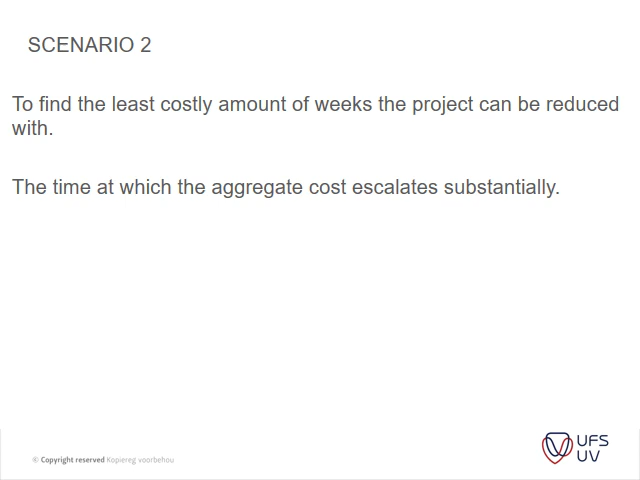 SCENARIO 2
To find the least costly amount of weeks the project can be reduced
with.
The time at which the aggregate cost escalates substantially.
© Copyright reserved Kopiereg voorbehou
UFS
UV